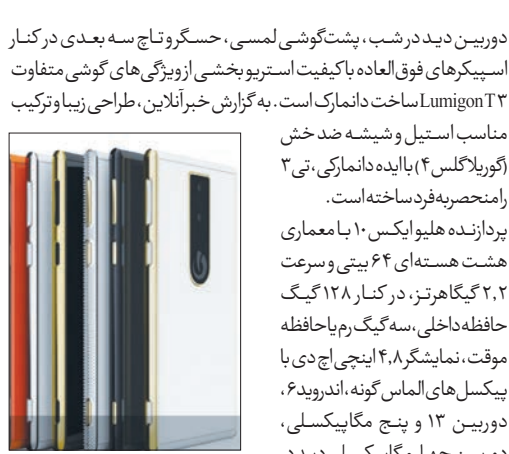 دوربین دید در شب، پشت‌گوشی لمسی، حسگر و تاچ سه بعدی در کنار
اسپیکرهای فوق‌العاده با کیفیت استریو بخشی از ویژگی‌های گوشی متفاوت
Lumigon T۳ ساخت دانمارک است. به گزارش خبرآنلاین، طراحی زیبا و ترکیب
مناسب استیل و شیشه ضد خش
(گوریلا گلس ۴) با ایده دانمارکی، تی ۳
را منحصر به فرد ساخته است.
پردازنده هلیو ایکس ۱۰ با معماری
هشت هسته‌ای ۶۴ بیتی و سرعت
۲٫۲ گیگاهرتز، در کنار ۱۲۸ گیگ
حافظه داخلی، سه گیگ رم یا حافظه
موقت، نمایشگر ۴٫۸ اینچی اچ دی با
پیکسل‌های الماس گونه، اندروید ۶،
دوربین ۱۳ و پنج مگاپیکسلی،